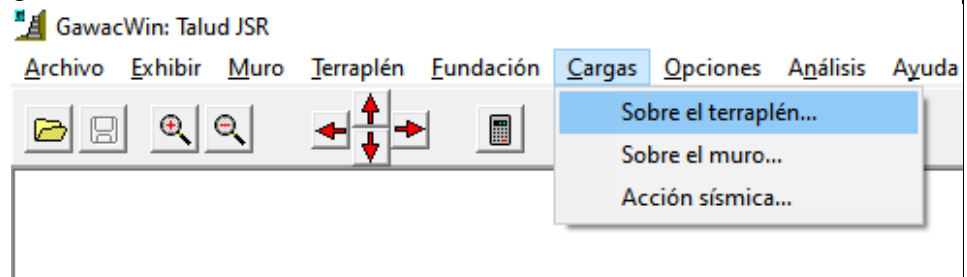 GawacWin: Talud JSR
Archivo Exhibir Muro Terraplén Fundación Cargas Opciones Análisis Ayuda
Sobre el terraplén...
Sobre el muro...
Acción sísmica...